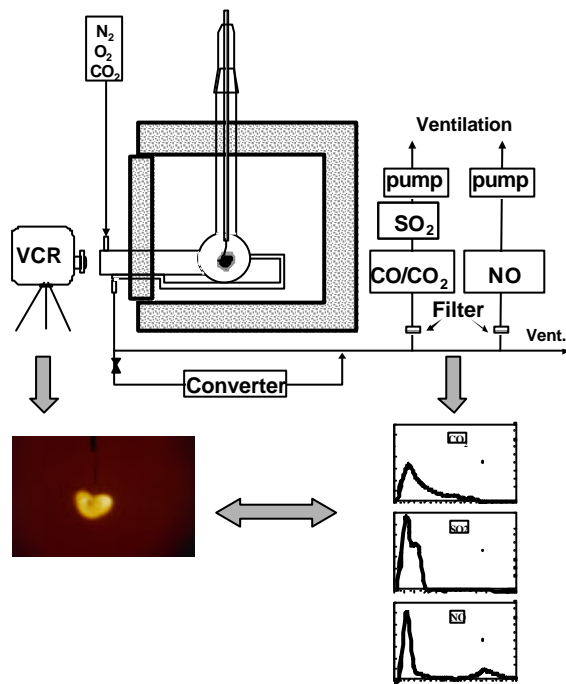 N₂
O₂
CO₂
Ventilation
pump
pump
SO₂
VCR
CO/CO₂
NO
Filter
Vent.
Converter
CO₂
SO2
NO